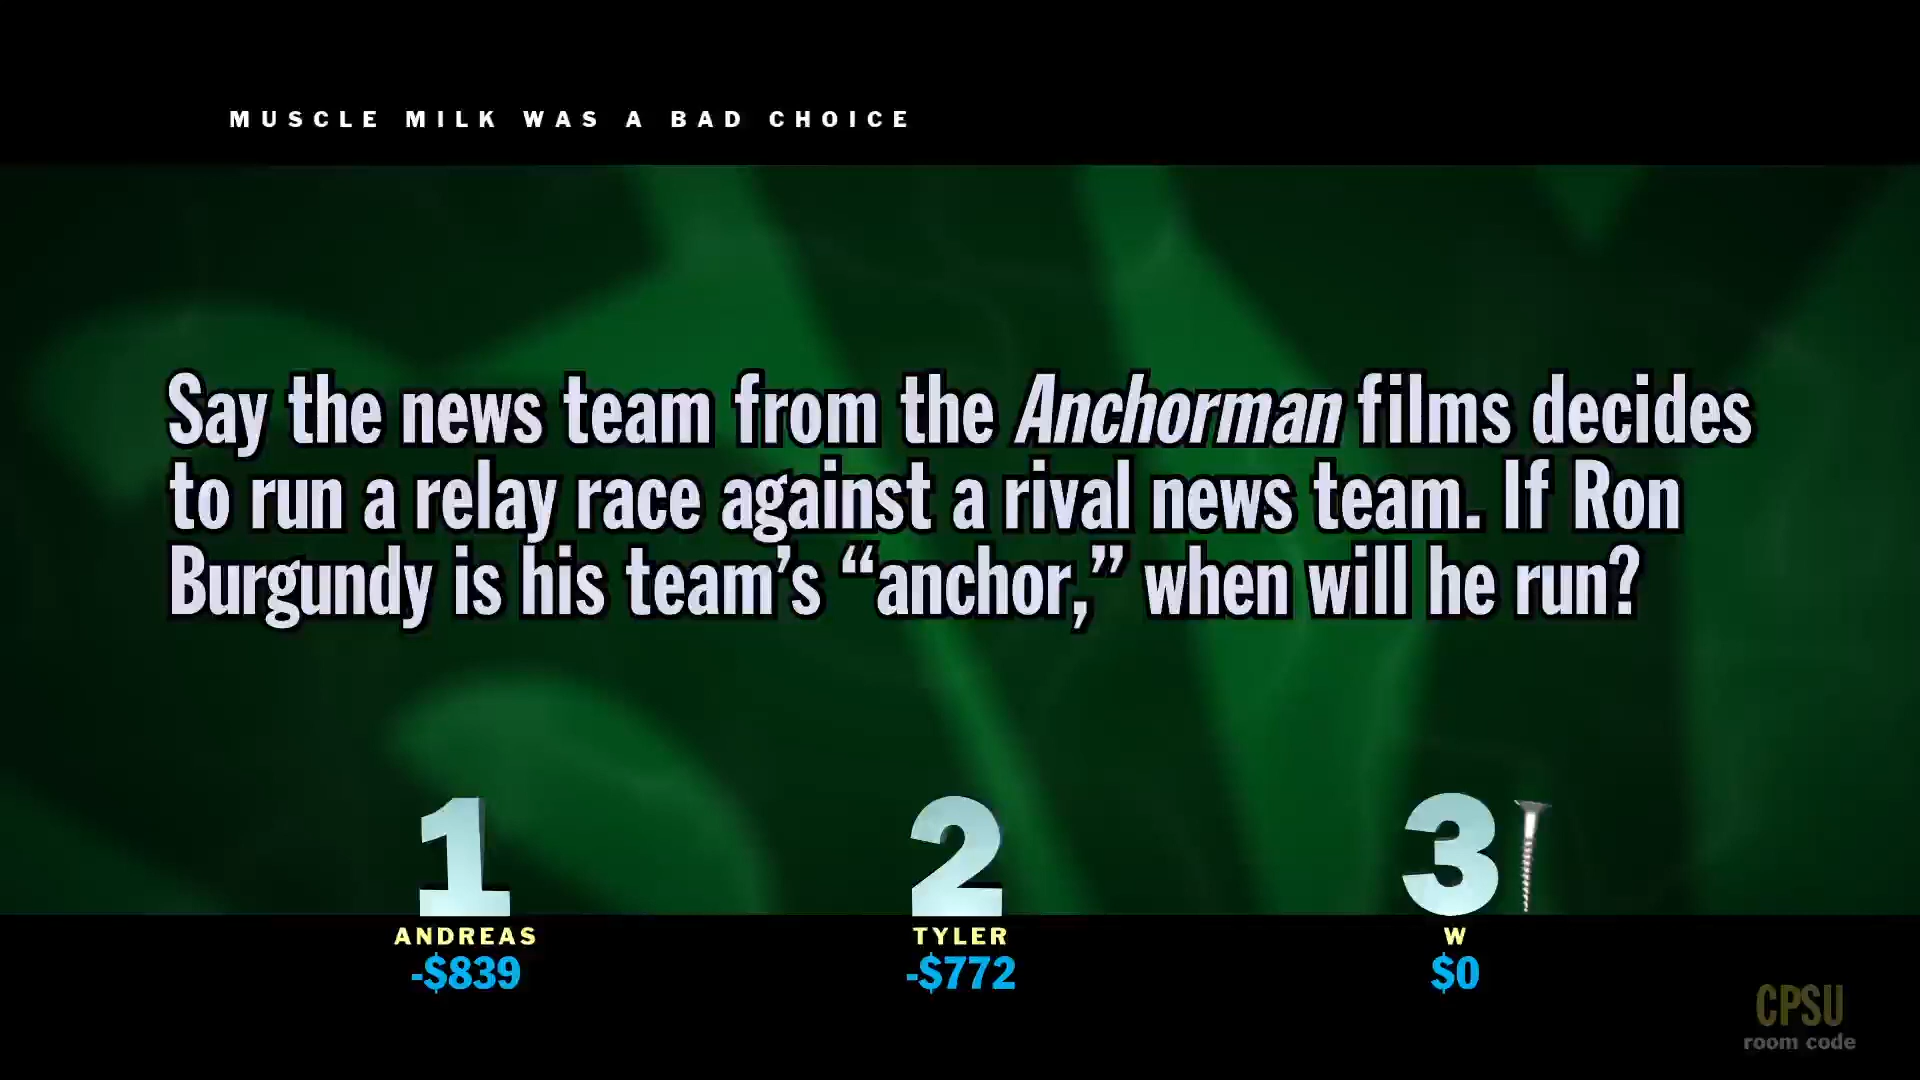 MUSCLE MILK WAS A BAD CHOICE
Say the news team from the Anchorman films decides
to run a relay race against a rival news team. If Ron
Burgundy is his team’s “anchor,” when will he run?
1 2 3
ANDREAS TYLER W
-$839 -$772 $0
CPSU
room code